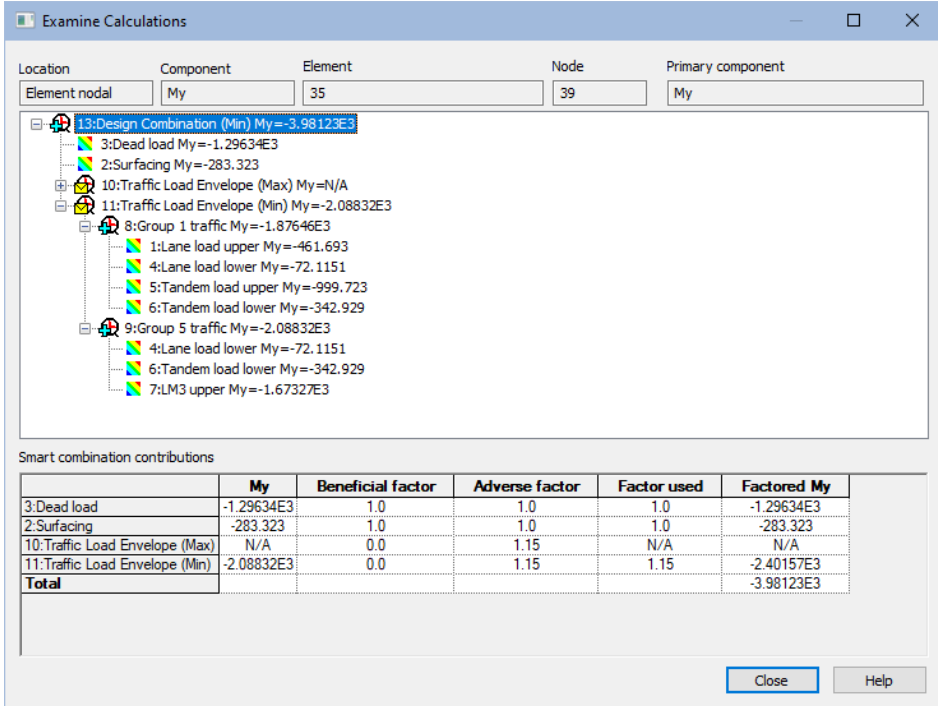 Examine Calculations
Location Component Element Node Primary component
Element nodal My 35 39 My
13:Design Combination (Min) My=-3.98123E3
3:Dead load My=-1.29634E3
2:Surfacing My=-283.323
10:Traffic Load Envelope (Max) My=N/A
11:Traffic Load Envelope (Min) My=-2.08832E3
8:Group 1 traffic My=-1.87646E3
1:Lane load upper My=-461.693
4:Lane load lower My=-72.1151
5:Tandem load upper My=-999.723
6:Tandem load lower My=-342.929
9:Group 5 traffic My=-2.08832E3
4:Lane load lower My=-72.1151
6:Tandem load lower My=-342.929
7:LM3 upper My=-1.67327E3
Smart combination contributions
My Beneficial factor Adverse factor Factor used Factored My
3:Dead load -1.29634E3 1.0 1.0 1.0 -1.29634E3
2:Surfacing -283.323 1.0 1.0 1.0 -283.323
10:Traffic Load Envelope (Max) N/A 0.0 1.15 N/A N/A
11:Traffic Load Envelope (Min) -2.08832E3 0.0 1.15 1.15 -2.40157E3
Total -3.98123E3
Close Help